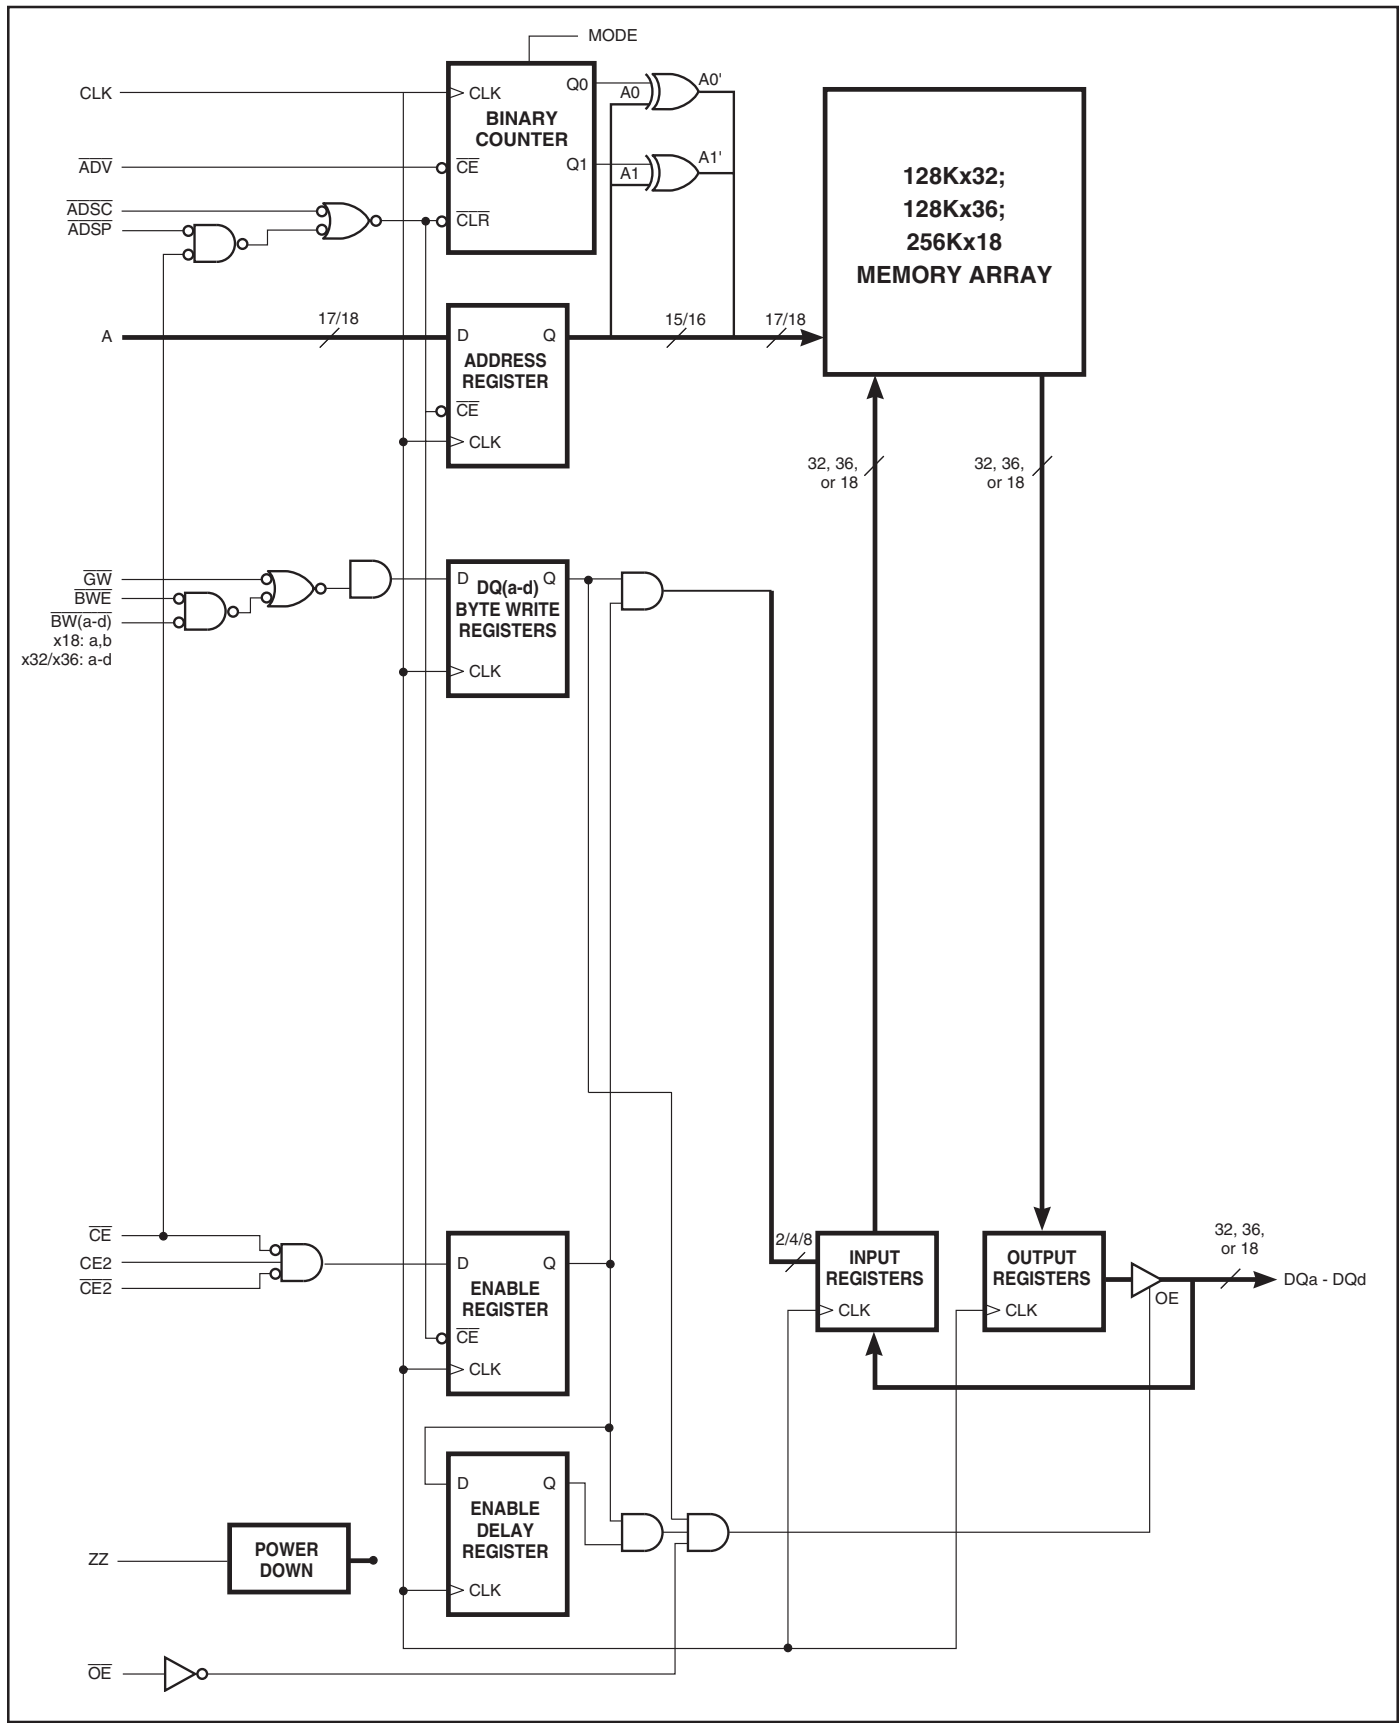 MODE
CLK
CLK
Q0
A0
A0'
BINARY
COUNTER
ADV
CE
Q1
A1
A1'
ADSC
ADSP
CLR
128Kx32;
128Kx36;
256Kx18
MEMORY ARRAY
A
17/18
D
Q
15/16
17/18
ADDRESS
REGISTER
CE
CLK
32, 36,
or 18
32, 36,
or 18
GW
BWE
BW(a-d)
x18: a,b
x32/x36: a-d
D
Q
DQ(a-d)
BYTE WRITE
REGISTERS
CLK
CE
CE2
CE2
D
Q
ENABLE
REGISTER
CE
CLK
2/4/8
INPUT
REGISTERS
CLK
OUTPUT
REGISTERS
CLK
OE
32, 36,
or 18
DQa - DQd
D
Q
ENABLE
DELAY
REGISTER
CLK
ZZ
POWER
DOWN
OE